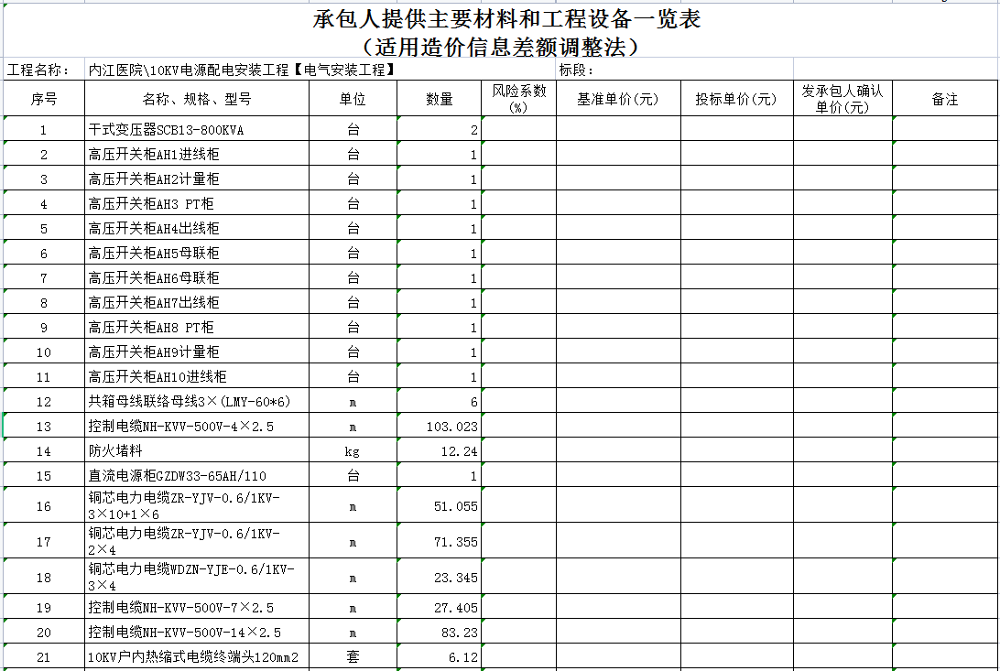 承包人提供主要材料和工程设备一览表
（适用造价信息差额调整法）
工程名称： 内江医院\10KV电源配电安装工程【电气安装工程】 标段：
序号 名称、规格、型号 单位 数量 风险系数(%) 基准单价(元) 投标单价(元) 发承包人确认单价(元) 备注
1 干式变压器SCB13-800KVA 台 2
2 高压开关柜AH1进线柜 台 1
3 高压开关柜AH2计量柜 台 1
4 高压开关柜AH3 PT柜 台 1
5 高压开关柜AH4出线柜 台 1
6 高压开关柜AH5母联柜 台 1
7 高压开关柜AH6母联柜 台 1
8 高压开关柜AH7出线柜 台 1
9 高压开关柜AH8 PT柜 台 1
10 高压开关柜AH9计量柜 台 1
11 高压开关柜AH10进线柜 台 1
12 共箱母线联络母线3×(LMY-60*6) m 6
13 控制电缆NH-KVV-500V-4×2.5 m 103.023
14 防火堵料 kg 12.24
15 直流电源柜GZDW33-65AH/110 台 1
16 铜芯电力电缆ZR-YJV-0.6/1KV-3×10+1×6 m 51.055
17 铜芯电力电缆ZR-YJV-0.6/1KV-2×4 m 71.355
18 铜芯电力电缆WDZN-YJE-0.6/1KV-3×4 m 23.345
19 控制电缆NH-KVV-500V-7×2.5 m 27.405
20 控制电缆NH-KVV-500V-14×2.5 m 83.23
21 10KV户内热缩式电缆终端头120mm2 套 6.12